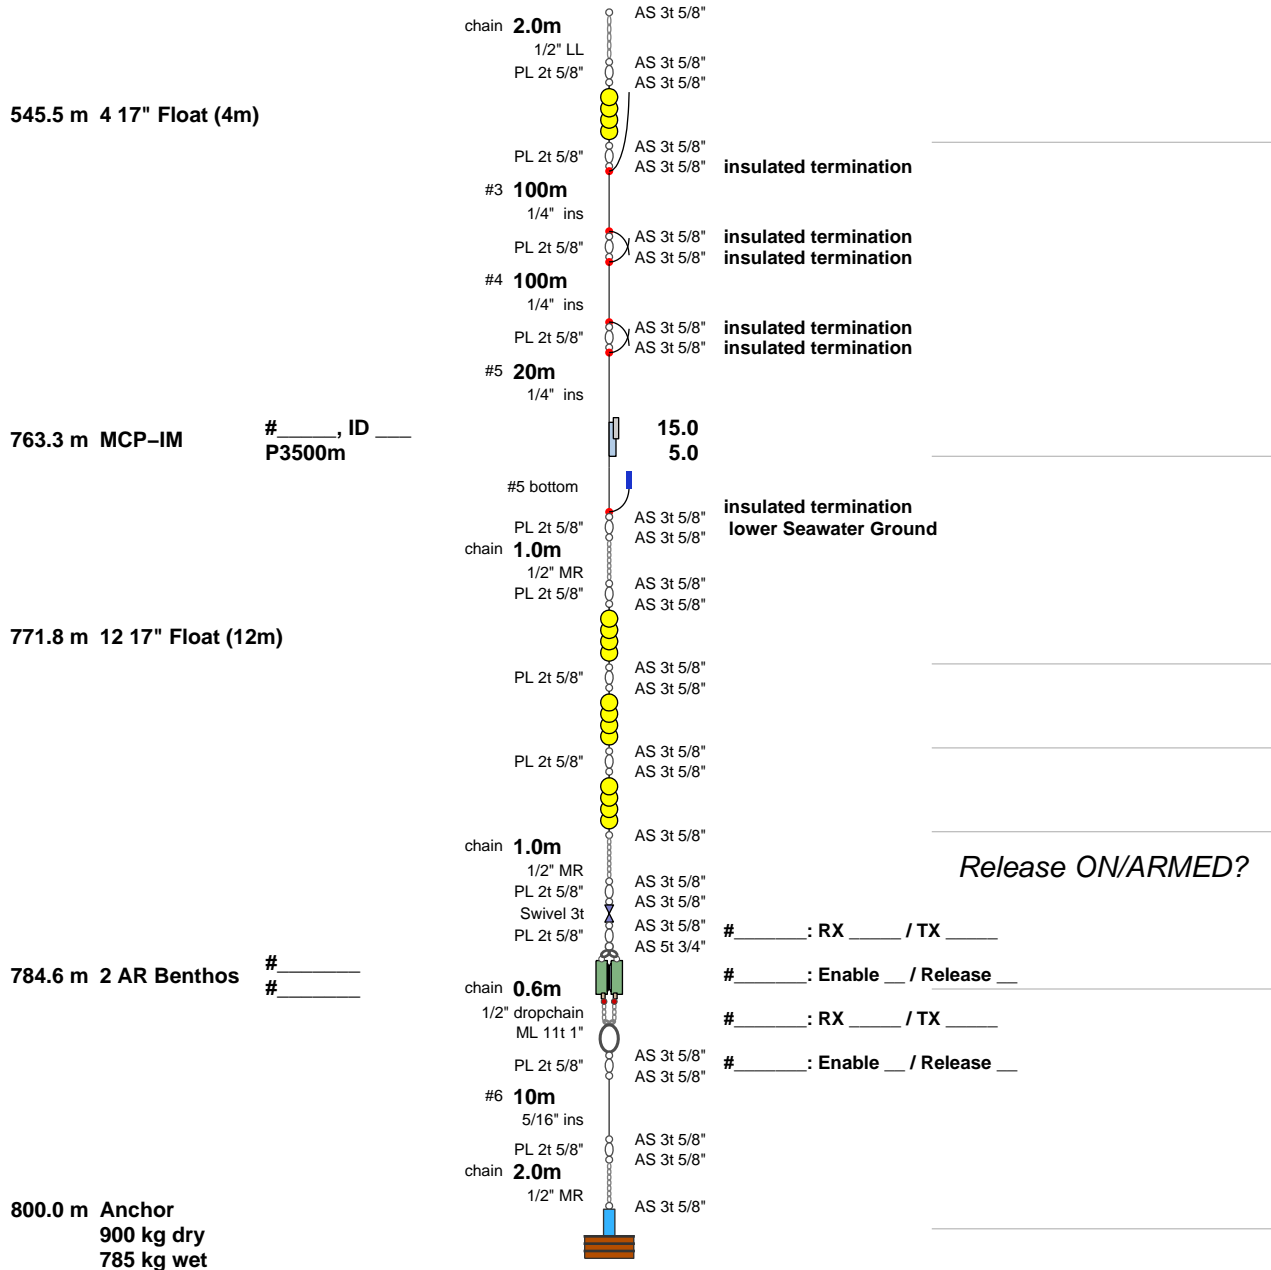 AS 3t 5/8"
chain 2.0m
1/2" LL
AS 3t 5/8"
PL 2t 5/8"
AS 3t 5/8"
545.5 m 4 17" Float (4m)
AS 3t 5/8"
PL 2t 5/8"
AS 3t 5/8" insulated termination
#3 100m
1/4" ins
AS 3t 5/8" insulated termination
PL 2t 5/8"
AS 3t 5/8" insulated termination
#4 100m
1/4" ins
AS 3t 5/8" insulated termination
PL 2t 5/8"
AS 3t 5/8" insulated termination
#5 20m
1/4" ins
763.3 m MCP–IM #_____, ID ___ 15.0
P3500m 5.0
#5 bottom
insulated termination
AS 3t 5/8"
PL 2t 5/8"
lower Seawater Ground
AS 3t 5/8"
chain 1.0m
1/2" MR
AS 3t 5/8"
PL 2t 5/8"
AS 3t 5/8"
771.8 m 12 17" Float (12m)
AS 3t 5/8"
PL 2t 5/8"
AS 3t 5/8"
AS 3t 5/8"
PL 2t 5/8"
AS 3t 5/8"
AS 3t 5/8"
chain 1.0m
1/2" MR
Release ON/ARMED?
AS 3t 5/8"
PL 2t 5/8"
AS 3t 5/8"
Swivel 3t
AS 3t 5/8" #_______: RX _____ / TX _____
PL 2t 5/8"
AS 5t 3/4"
784.6 m 2 AR Benthos #________
#________
#_______: Enable __ / Release __
chain 0.6m
1/2" dropchain
#_______: RX _____ / TX _____
ML 11t 1"
AS 3t 5/8"
PL 2t 5/8"
#_______: Enable __ / Release __
AS 3t 5/8"
#6 10m
5/16" ins
AS 3t 5/8"
PL 2t 5/8"
AS 3t 5/8"
chain 2.0m
1/2" MR
AS 3t 5/8"
800.0 m Anchor
900 kg dry
785 kg wet